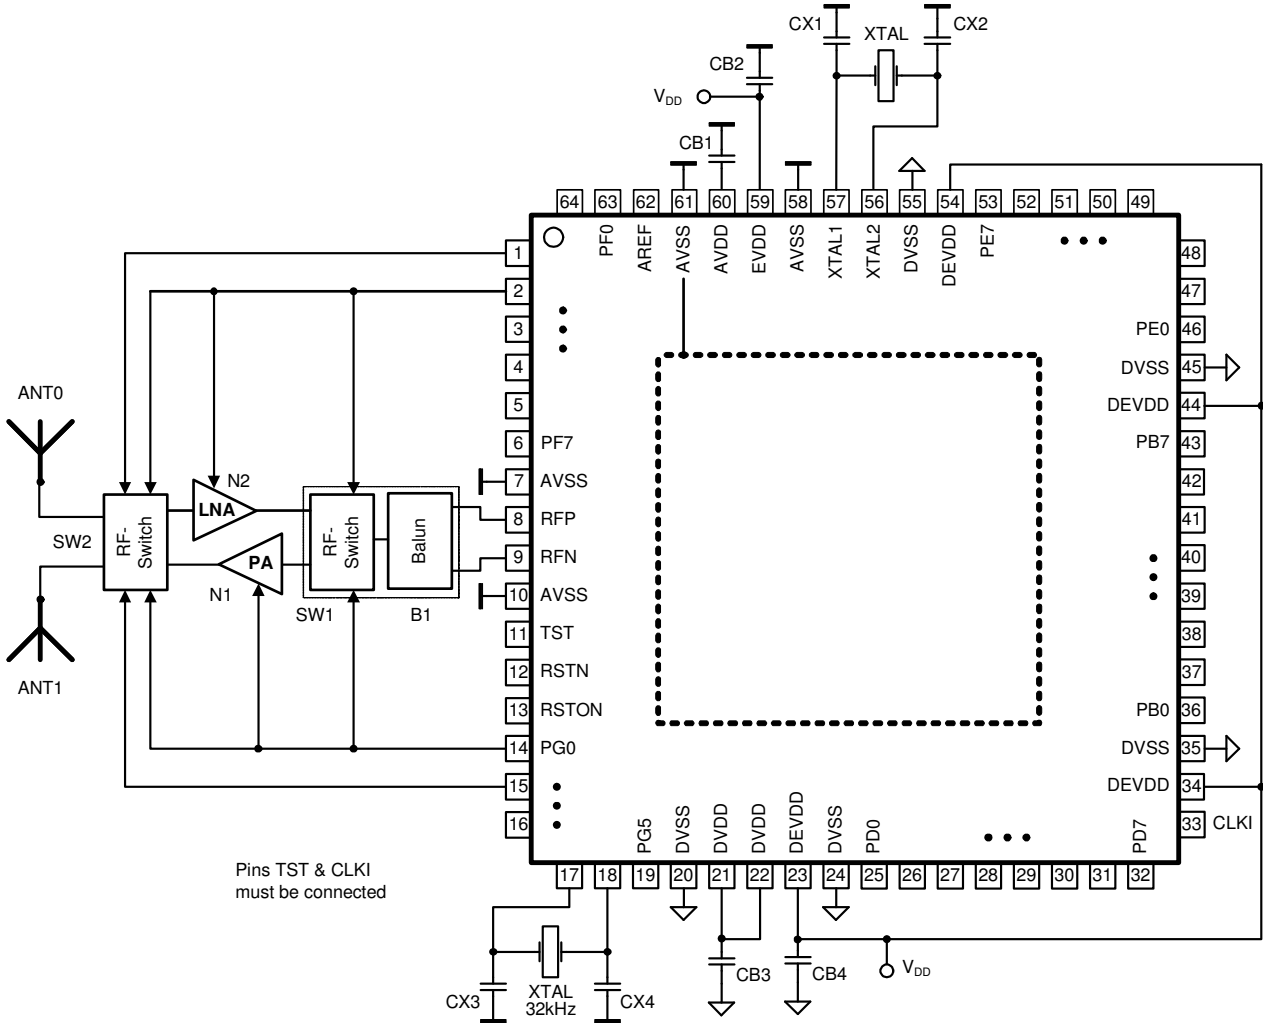 CX1
XTAL
CX2
CB2
VDD
CB1
64 63 62 61 60 59 58 57 56 55 54 53 52 51 50 49
PF0
AREF
AVSS
AVDD
EVDD
AVSS
XTAL1
XTAL2
DVSS
DEVDD
PE7
1
2
3
4
5
6 PF7
7 AVSS
8 RFP
9 RFN
10 AVSS
11 TST
12 RSTN
13 RSTON
14 PG0
15
16
48
47
PE0 46
DVSS 45
DEVDD 44
PB7 43
42
41
40
39
38
37
PB0 36
DVSS 35
DEVDD 34
33 CLKI
ANT0
ANT1
SW2
RF-
Switch
N2
LNA
PA
N1
RF-
Switch
Balun
SW1
B1
PG5
DVSS
DVDD
DVDD
DEVDD
DVSS
PD0
PD7
17 18 19 20 21 22 23 24 25 26 27 28 29 30 31 32
Pins TST & CLKI
must be connected
CX3
XTAL
32kHz
CX4
CB3
CB4
VDD